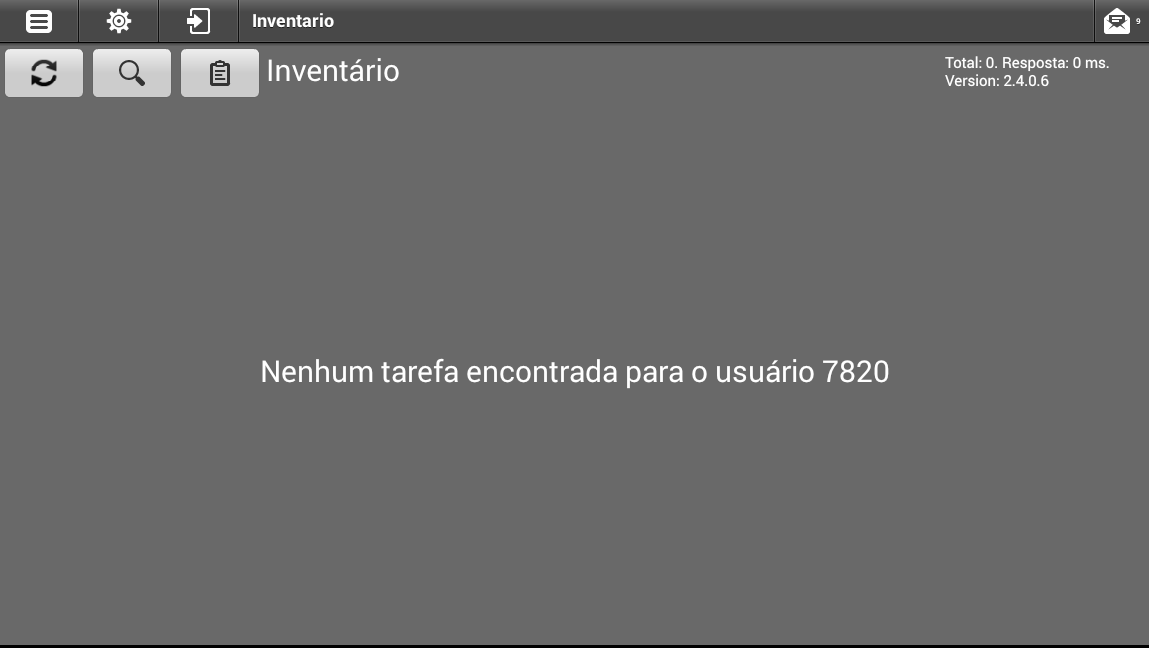 Inventario
9
Inventário
Total: 0. Resposta: 0 ms.
Version: 2.4.0.6
Nenhum tarefa encontrada para o usuário 7820